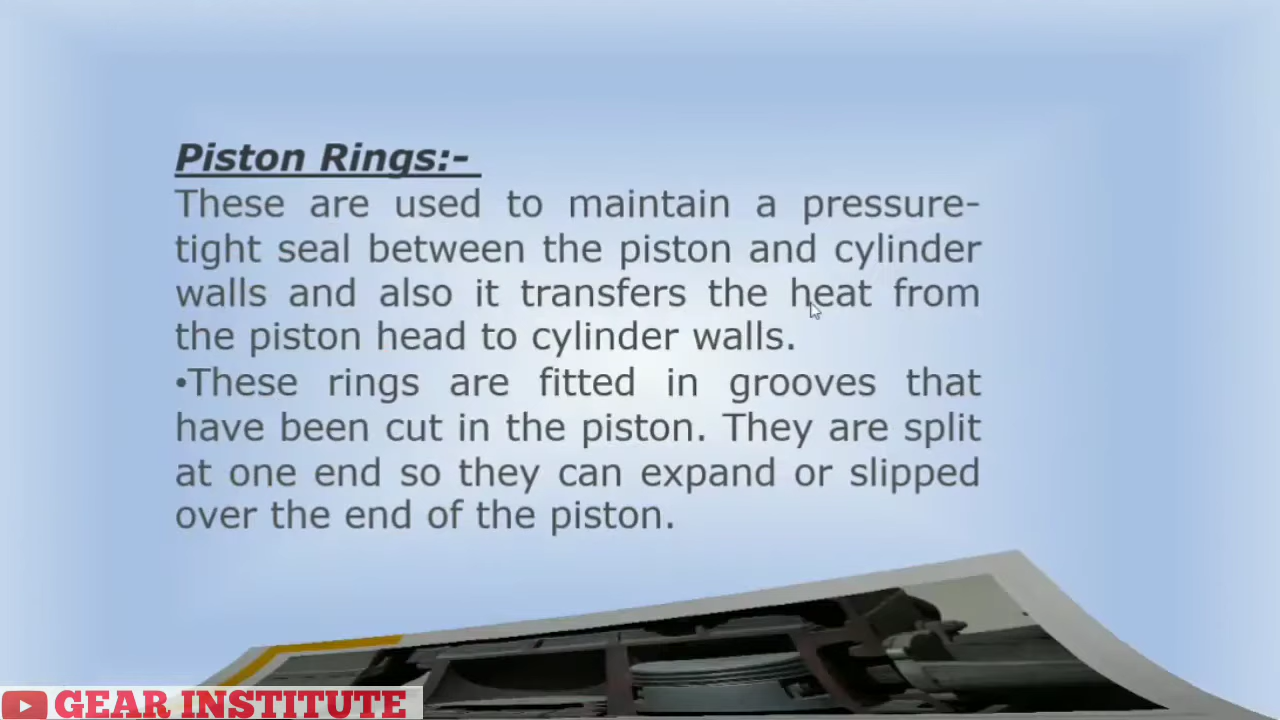 Piston Rings:-
These are used to maintain a pressure-
tight seal between the piston and cylinder
walls and also it transfers the heat from
the piston head to cylinder walls.
•These rings are fitted in grooves that
have been cut in the piston. They are split
at one end so they can expand or slipped
over the end of the piston.
GEAR INSTITUTE